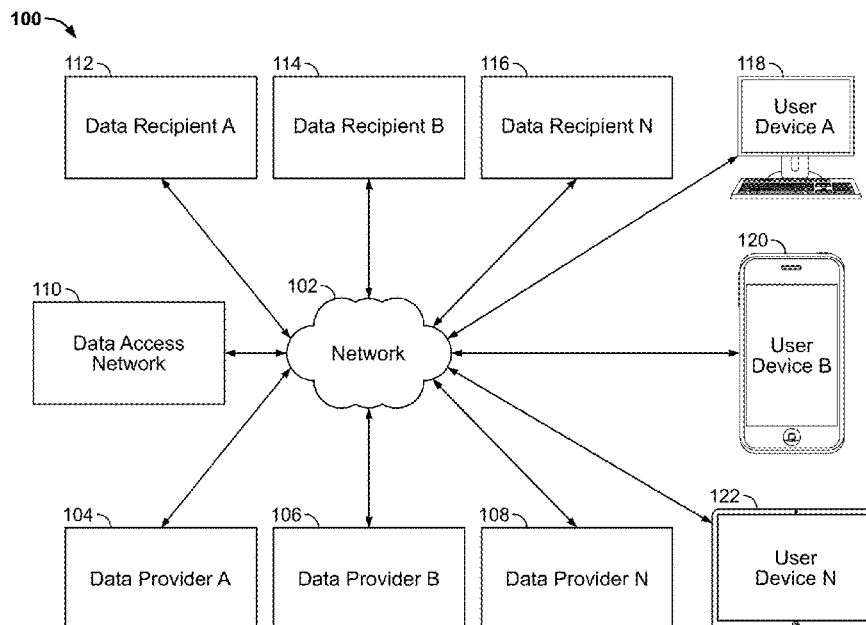 100
112
114
116
118
Data Recipient A
Data Recipient B
Data Recipient N
User
Device A
120
110
102
Data Access
Network
Network
User
Device B
104
106
108
122
Data Provider A
Data Provider B
Data Provider N
User
Device N